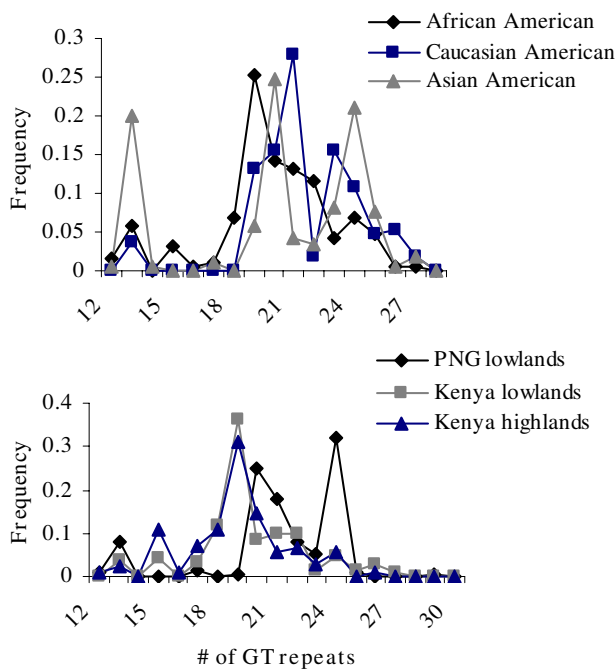 African American
Caucasian American
Asian American
0.3
0.25
0.2
0.15
0.1
0.05
0
Frequency
12 15 18 21 24 27
PNG lowlands
Kenya lowlands
Kenya highlands
0.4
0.3
0.2
0.1
0
Frequency
12 15 18 21 24 27 30
# of GT repeats